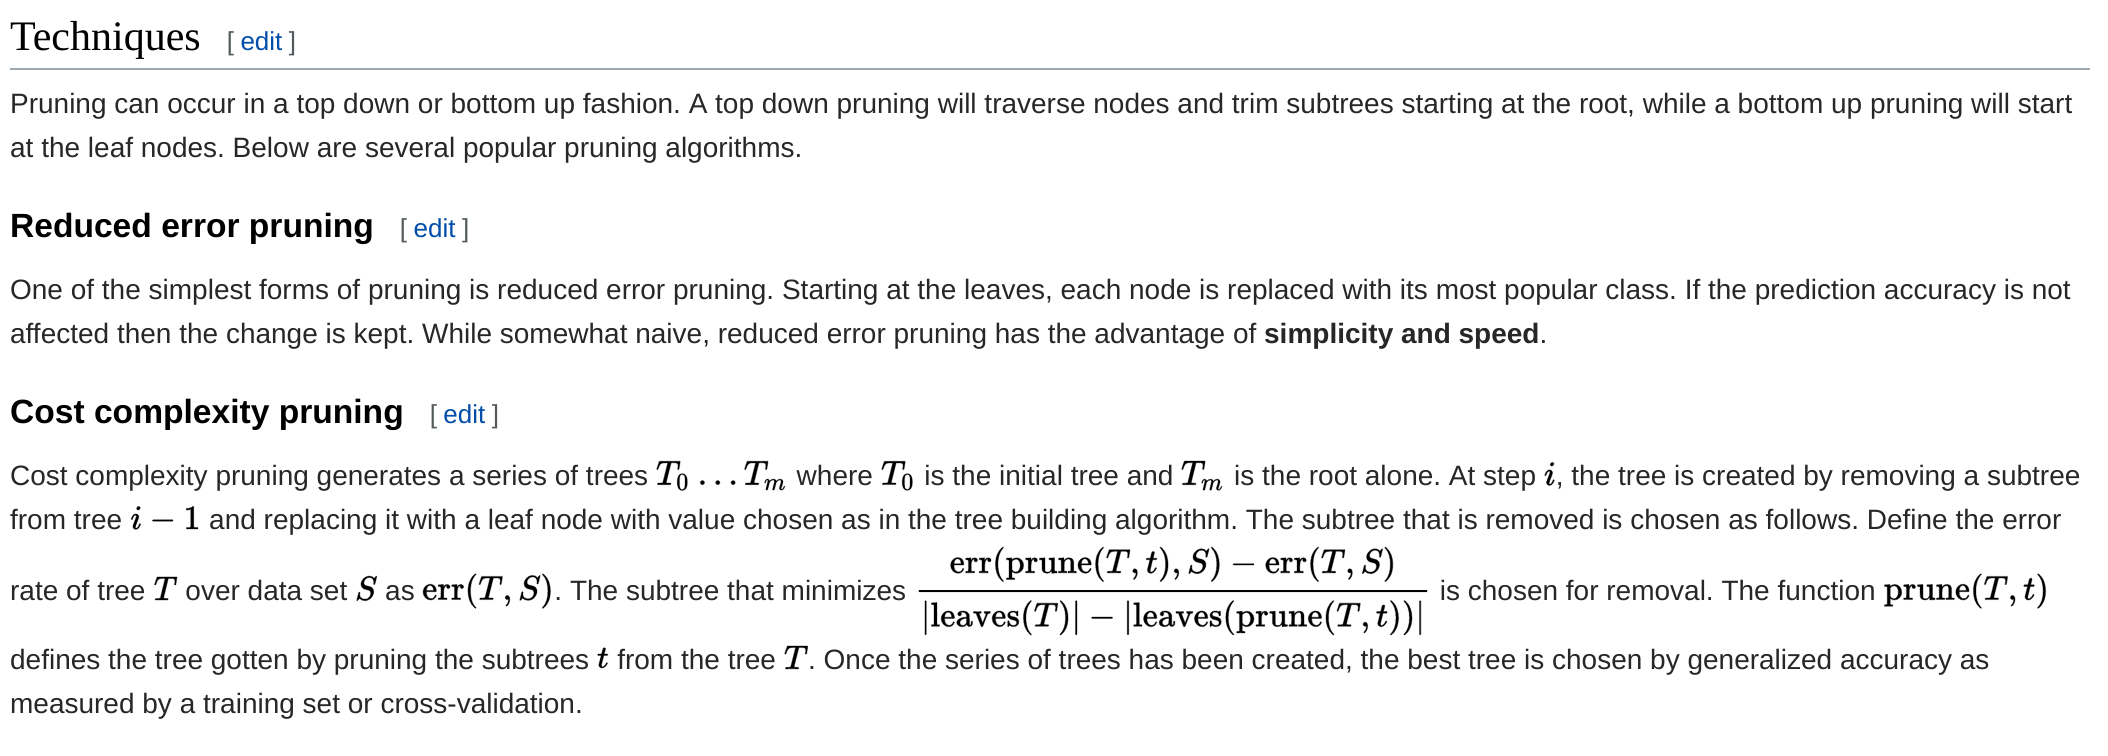 Techniques [ edit ]
Pruning can occur in a top down or bottom up fashion. A top down pruning will traverse nodes and trim subtrees starting at the root, while a bottom up pruning will start
at the leaf nodes. Below are several popular pruning algorithms.
Reduced error pruning [ edit ]
One of the simplest forms of pruning is reduced error pruning. Starting at the leaves, each node is replaced with its most popular class. If the prediction accuracy is not
affected then the change is kept. While somewhat naive, reduced error pruning has the advantage of simplicity and speed.
Cost complexity pruning [ edit ]
Cost complexity pruning generates a series of trees $T_0 \dots T_m$ where $T_0$ is the initial tree and $T_m$ is the root alone. At step $i$, the tree is created by removing a subtree
from tree $i-1$ and replacing it with a leaf node with value chosen as in the tree building algorithm. The subtree that is removed is chosen as follows. Define the error
rate of tree $T$ over data set $S$ as $\operatorname{err}(T,S)$. The subtree that minimizes $\frac{\operatorname{err}(\operatorname{prune}(T,t),S)-\operatorname{err}(T,S)}{|\operatorname{leaves}(T)|-|\operatorname{leaves}(\operatorname{prune}(T,t))|}$ is chosen for removal. The function $\operatorname{prune}(T,t)$
defines the tree gotten by pruning the subtrees $t$ from the tree $T$. Once the series of trees has been created, the best tree is chosen by generalized accuracy as
measured by a training set or cross-validation.